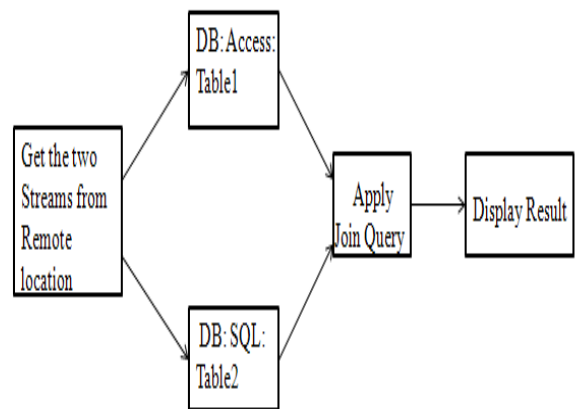 Get the two
Streams from
Remote
location
DB: Access:
Table1
DB: SQL:
Table2
Apply
Join Query
Display Result